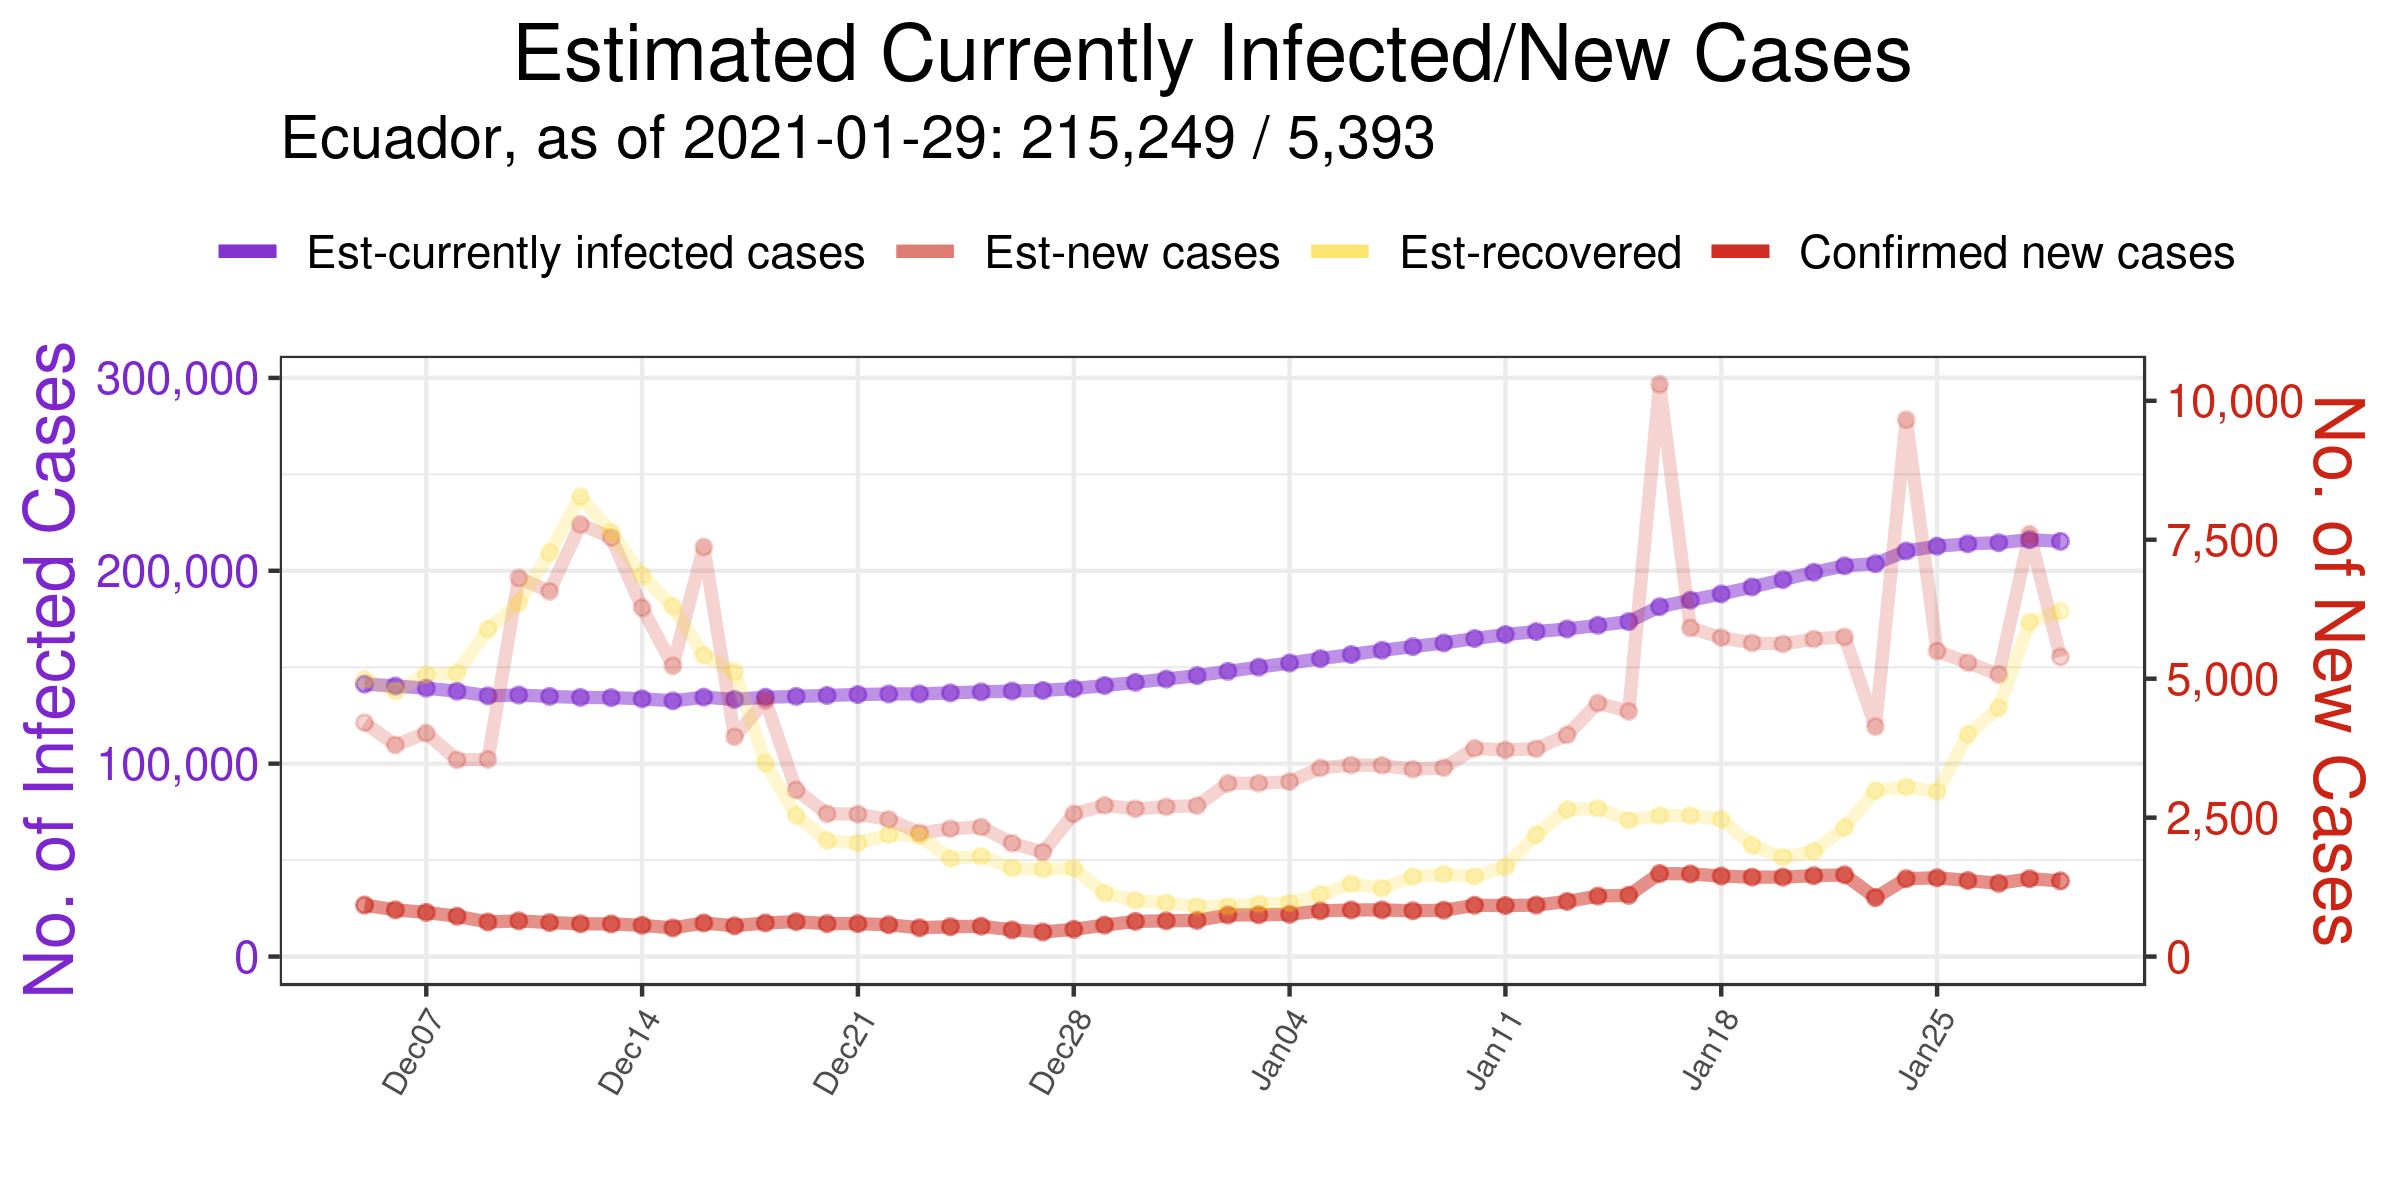 Estimated Currently Infected/New Cases
Ecuador, as of 2021-01-29: 215,249 / 5,393
Est-currently infected cases Est-new cases Est-recovered Confirmed new cases
No. of Infected Cases
300,000
200,000
100,000
0
10,000
7,500
5,000
2,500
0
No. of New Cases
Dec07 Dec14 Dec21 Dec28 Jan04 Jan11 Jan18 Jan25